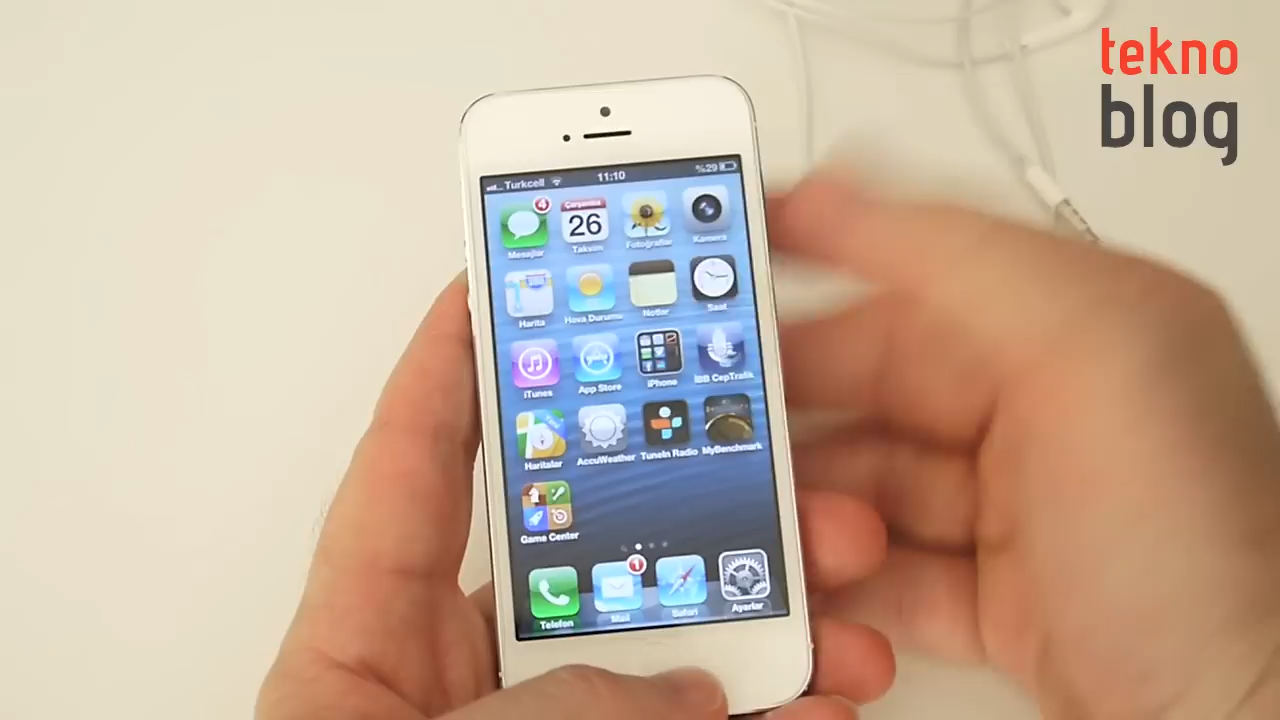 tekno
blog
Turkcell 11:10 %29
4
Çarşamba
26
Mesajlar Takvim Fotoğraflar Kamera
Harita Hava Durumu Notlar Saat
iTunes App Store iPhone İBB CepTrafik
Haritalar AccuWeather TuneIn Radio MyBenchmark
Game Center
1
Telefon Mail Safari Ayarlar